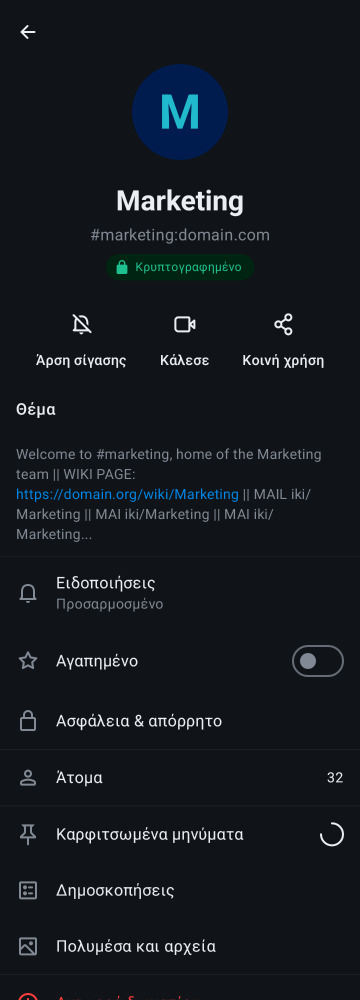 M
Marketing
#marketing:domain.com
Κρυπτογραφημένο
Άρση σίγασης
Κάλεσε
Κοινή χρήση
Θέμα
Welcome to #marketing, home of the Marketing
team || WIKI PAGE:
https://domain.org/wiki/Marketing || MAIL iki/
Marketing || MAI iki/Marketing || MAI iki/
Marketing...
Ειδοποιήσεις
Προσαρμοσμένο
Αγαπημένο
Ασφάλεια & απόρρητο
Άτομα 32
Καρφιτσωμένα μηνύματα
Δημοσκοπήσεις
Πολυμέσα και αρχεία